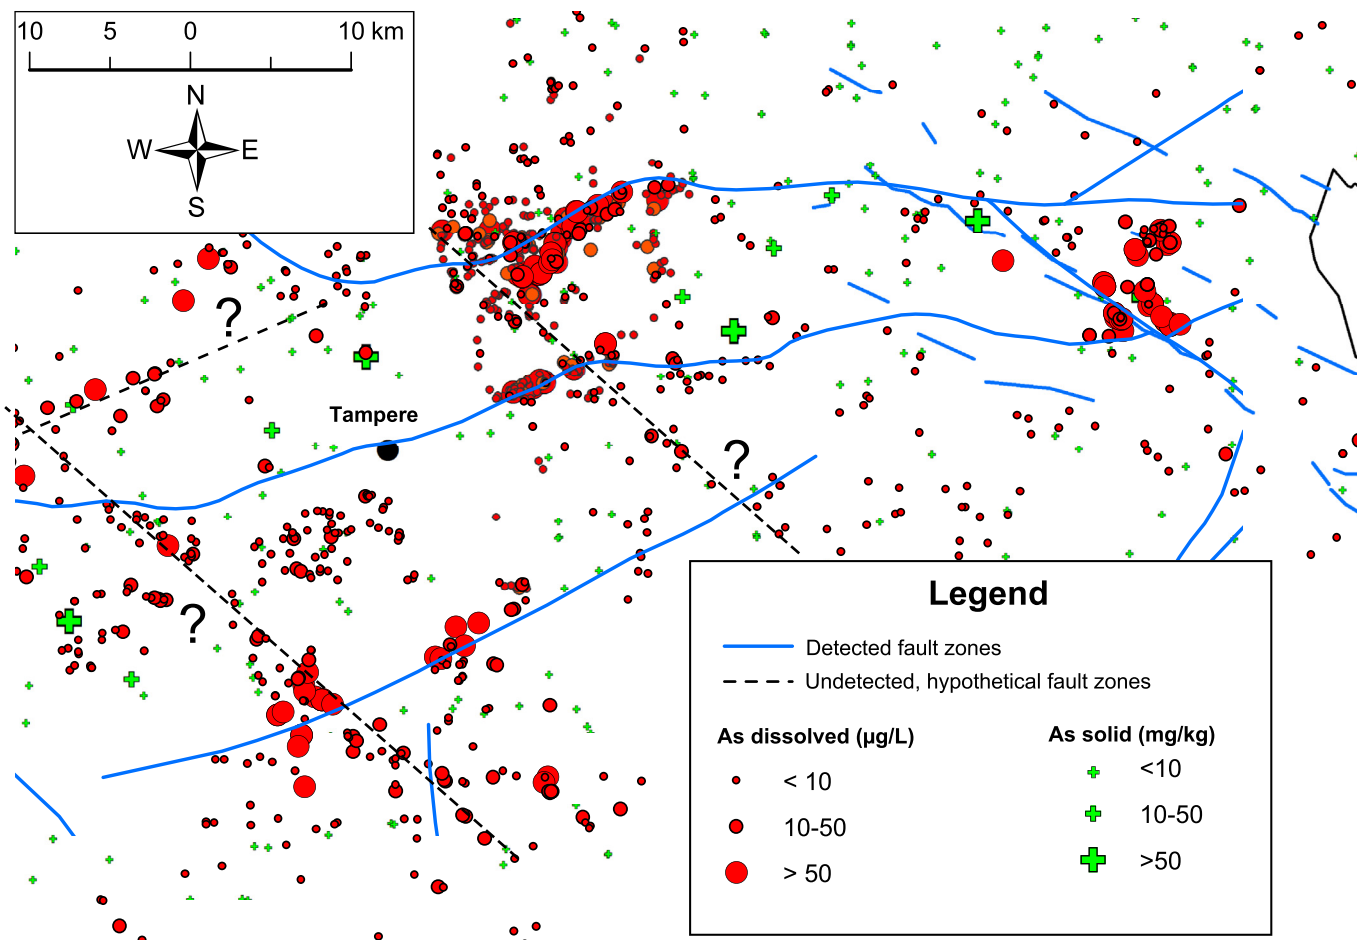 10 5 0 10 km
N
W E
S
?
Tampere
?
?
Legend
Detected fault zones
Undetected, hypothetical fault zones
As dissolved (µg/L) As solid (mg/kg)
< 10 <10
10-50 10-50
> 50 >50